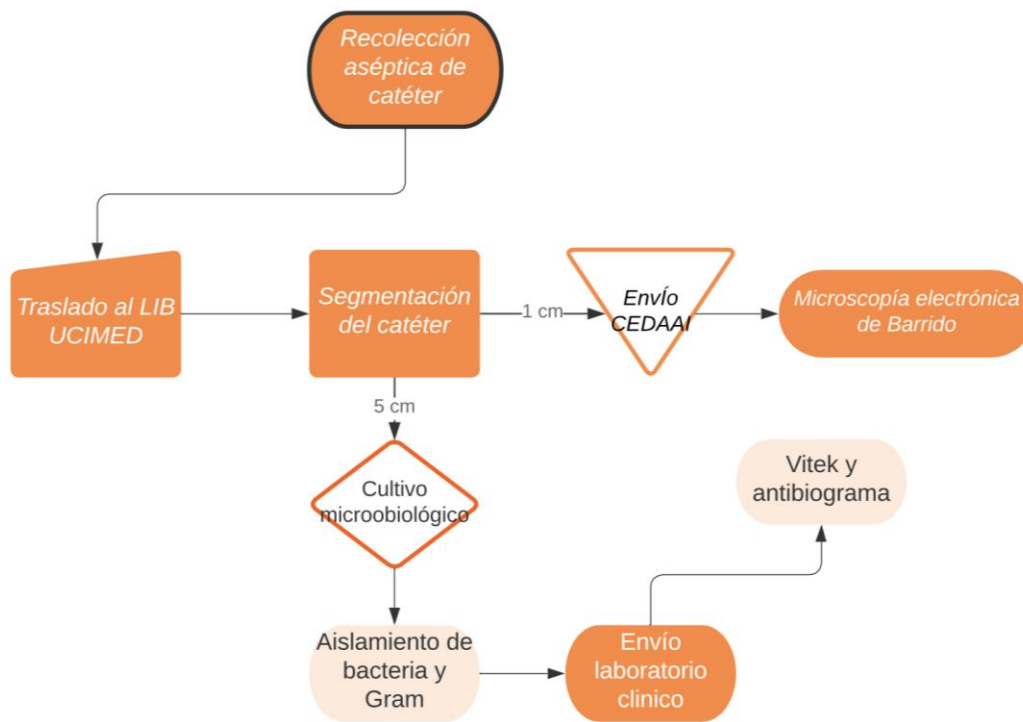 Recolección
aséptica de
catéter
Traslado al LIB
UCIMED
Segmentación
del catéter
1 cm
EnvÍo
CEDAAI
Microscopía electrónica
de Barrido
5 cm
Cultivo
microobiológico
Aislamiento de
bacteria y
Gram
Envío
laboratorio
clinico
Vitek y
antibiograma